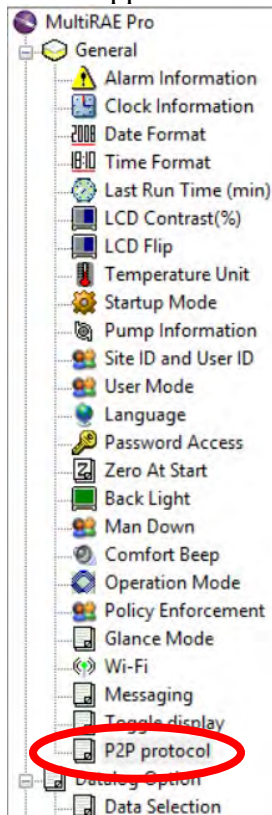 MultiRAE Pro
General
Alarm Information
Clock Information
2008 Date Format
18:10 Time Format
Last Run Time (min)
LCD Contrast(%)
LCD Flip
Temperature Unit
Startup Mode
Pump Information
Site ID and User ID
User Mode
Language
Password Access
Zero At Start
Back Light
Man Down
Comfort Beep
Operation Mode
Policy Enforcement
Glance Mode
Wi-Fi
Messaging
Toggle display
P2P protocol
Datalog Option
Data Selection